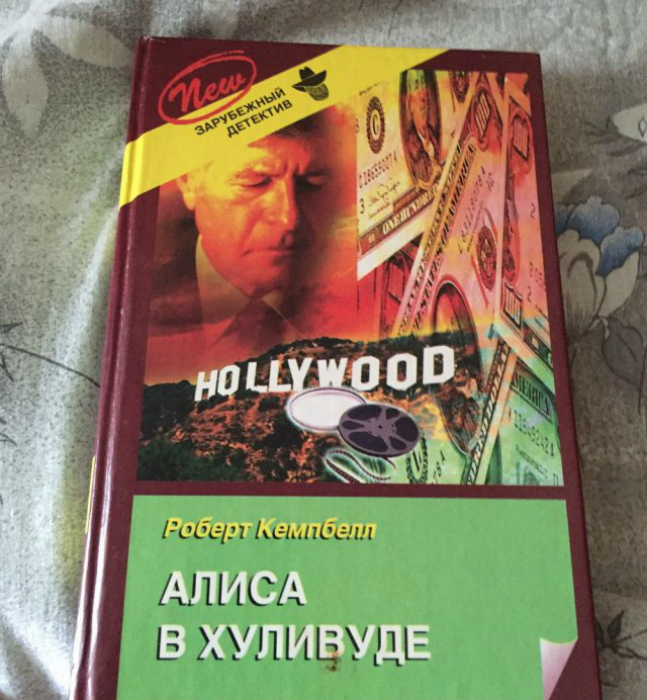 New
ЗАРУБЕЖНЫЙ
ДЕТЕКТИВ
HOLLYWOOD
Роберт Кемпбелл
АЛИСА
В ХУЛИВУДЕ